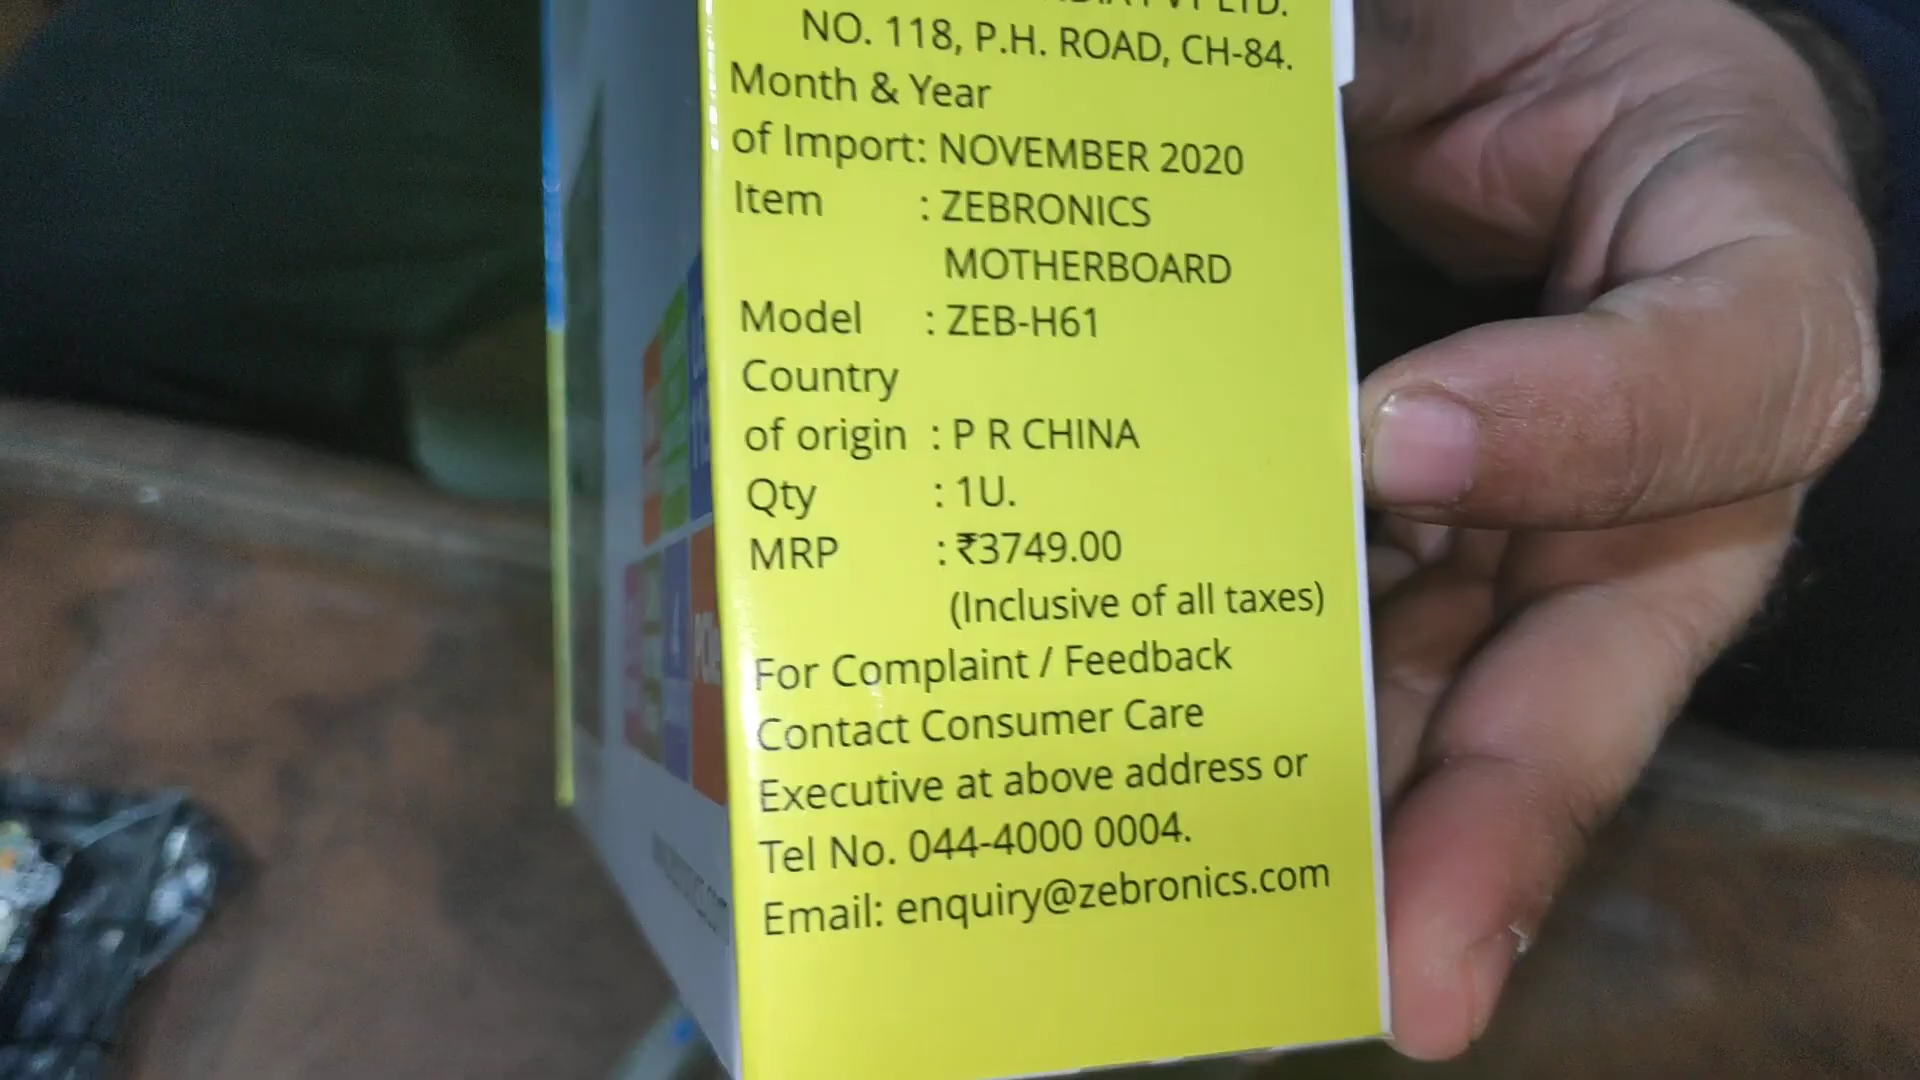 PVT LTD.
NO. 118, P.H. ROAD, CH-84.
Month & Year
of Import: NOVEMBER 2020
Item : ZEBRONICS
MOTHERBOARD
Model : ZEB-H61
Country
of origin : P R CHINA
Qty : 1U.
MRP : ₹3749.00
(Inclusive of all taxes)
For Complaint / Feedback
Contact Consumer Care
Executive at above address or
Tel No. 044-4000 0004.
Email: enquiry@zebronics.com